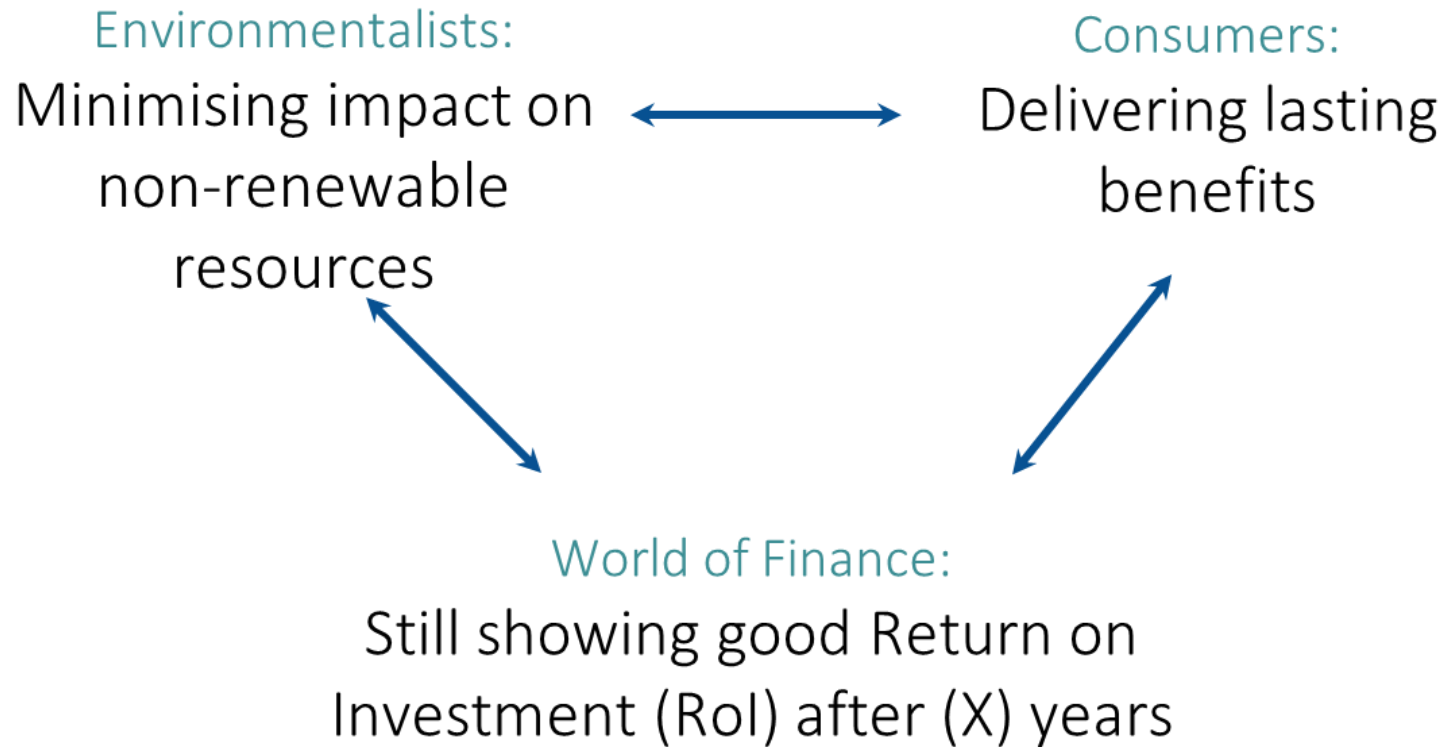 Environmentalists:
Minimising impact on
non-renewable
resources
Consumers:
Delivering lasting
benefits
World of Finance:
Still showing good Return on
Investment (RoI) after (X) years